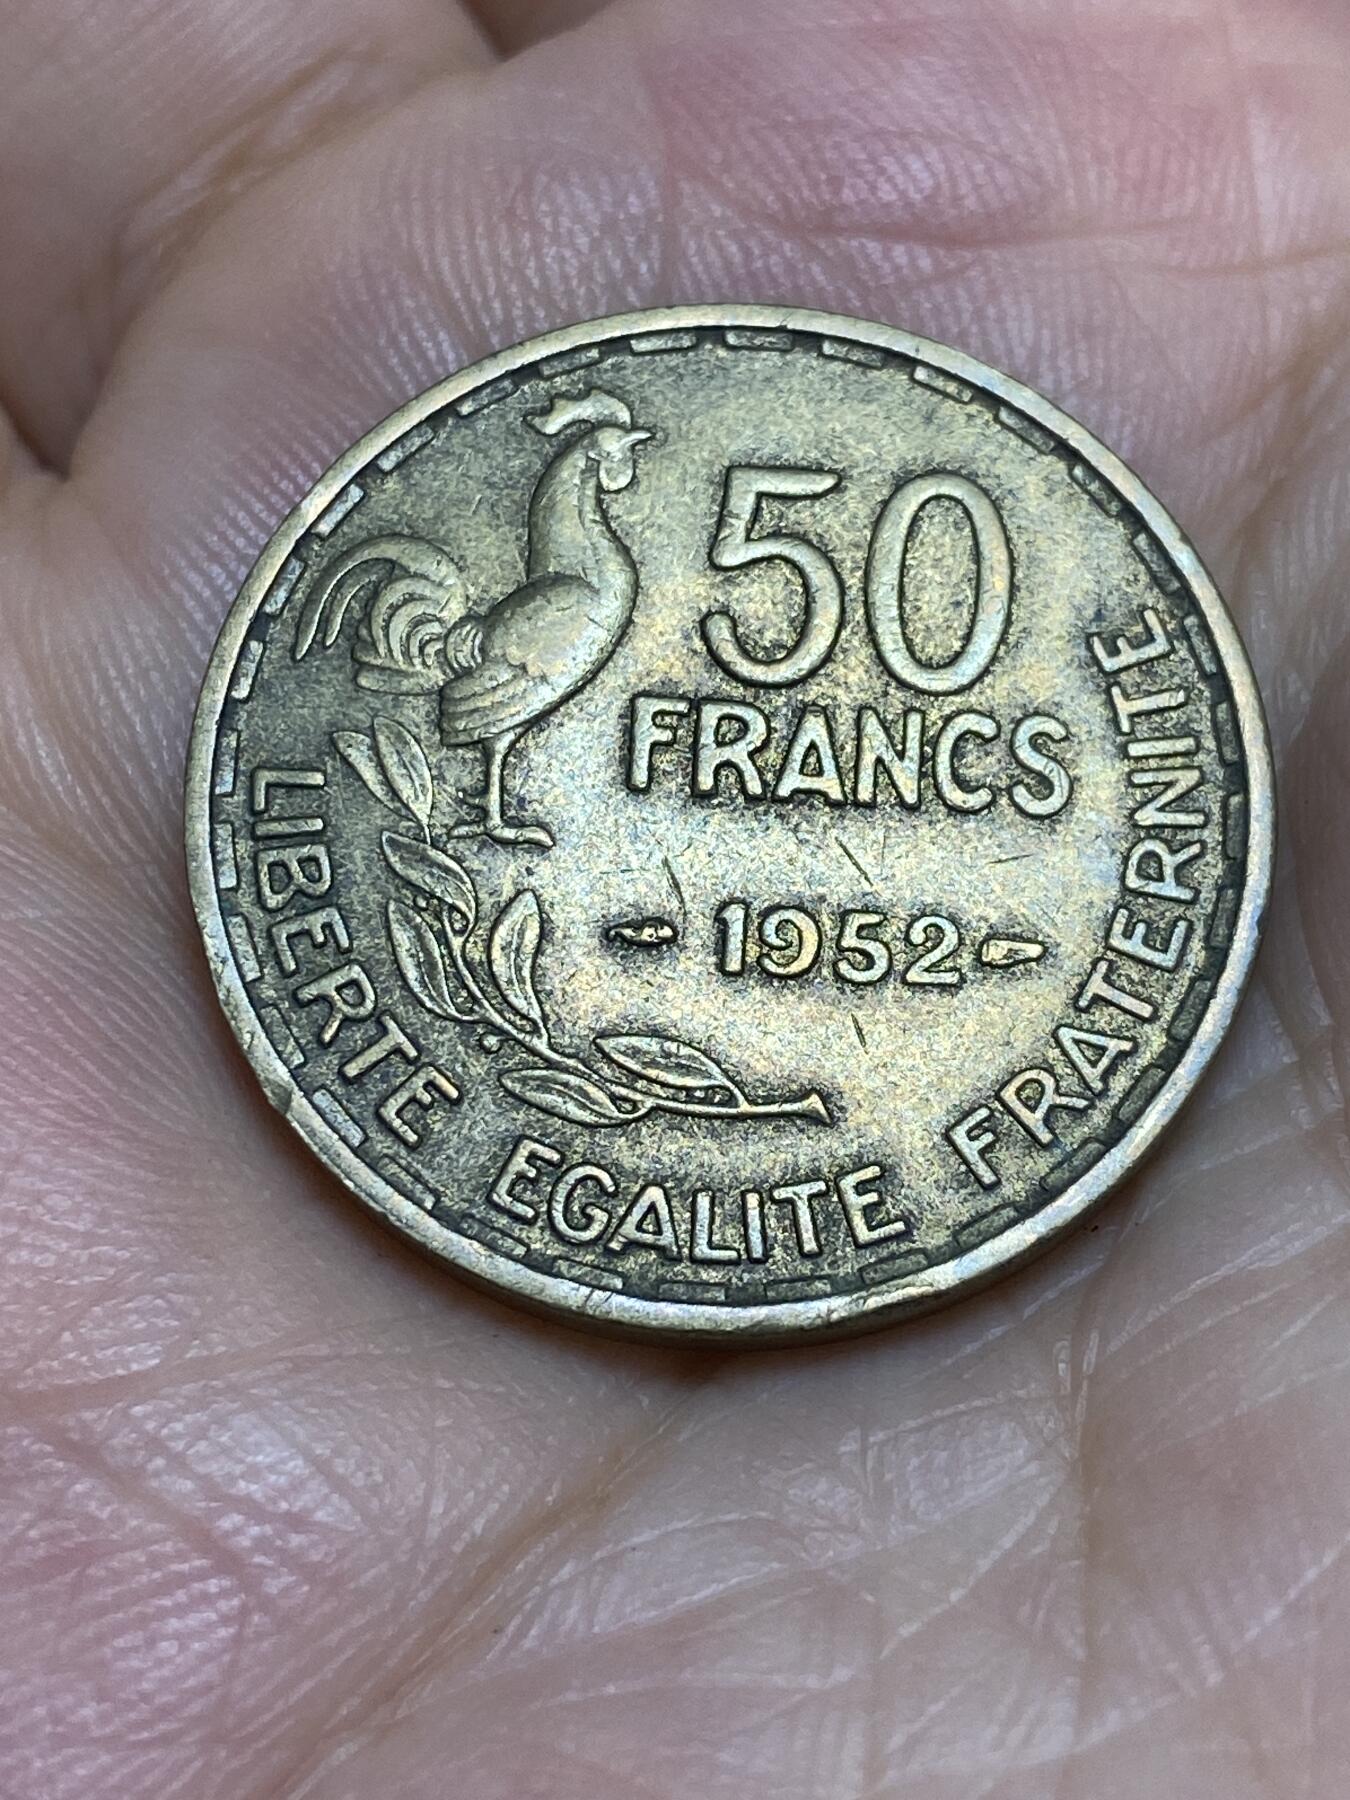 50
FRANCS
1952
LIBERTE EGALITE FRATERNITE